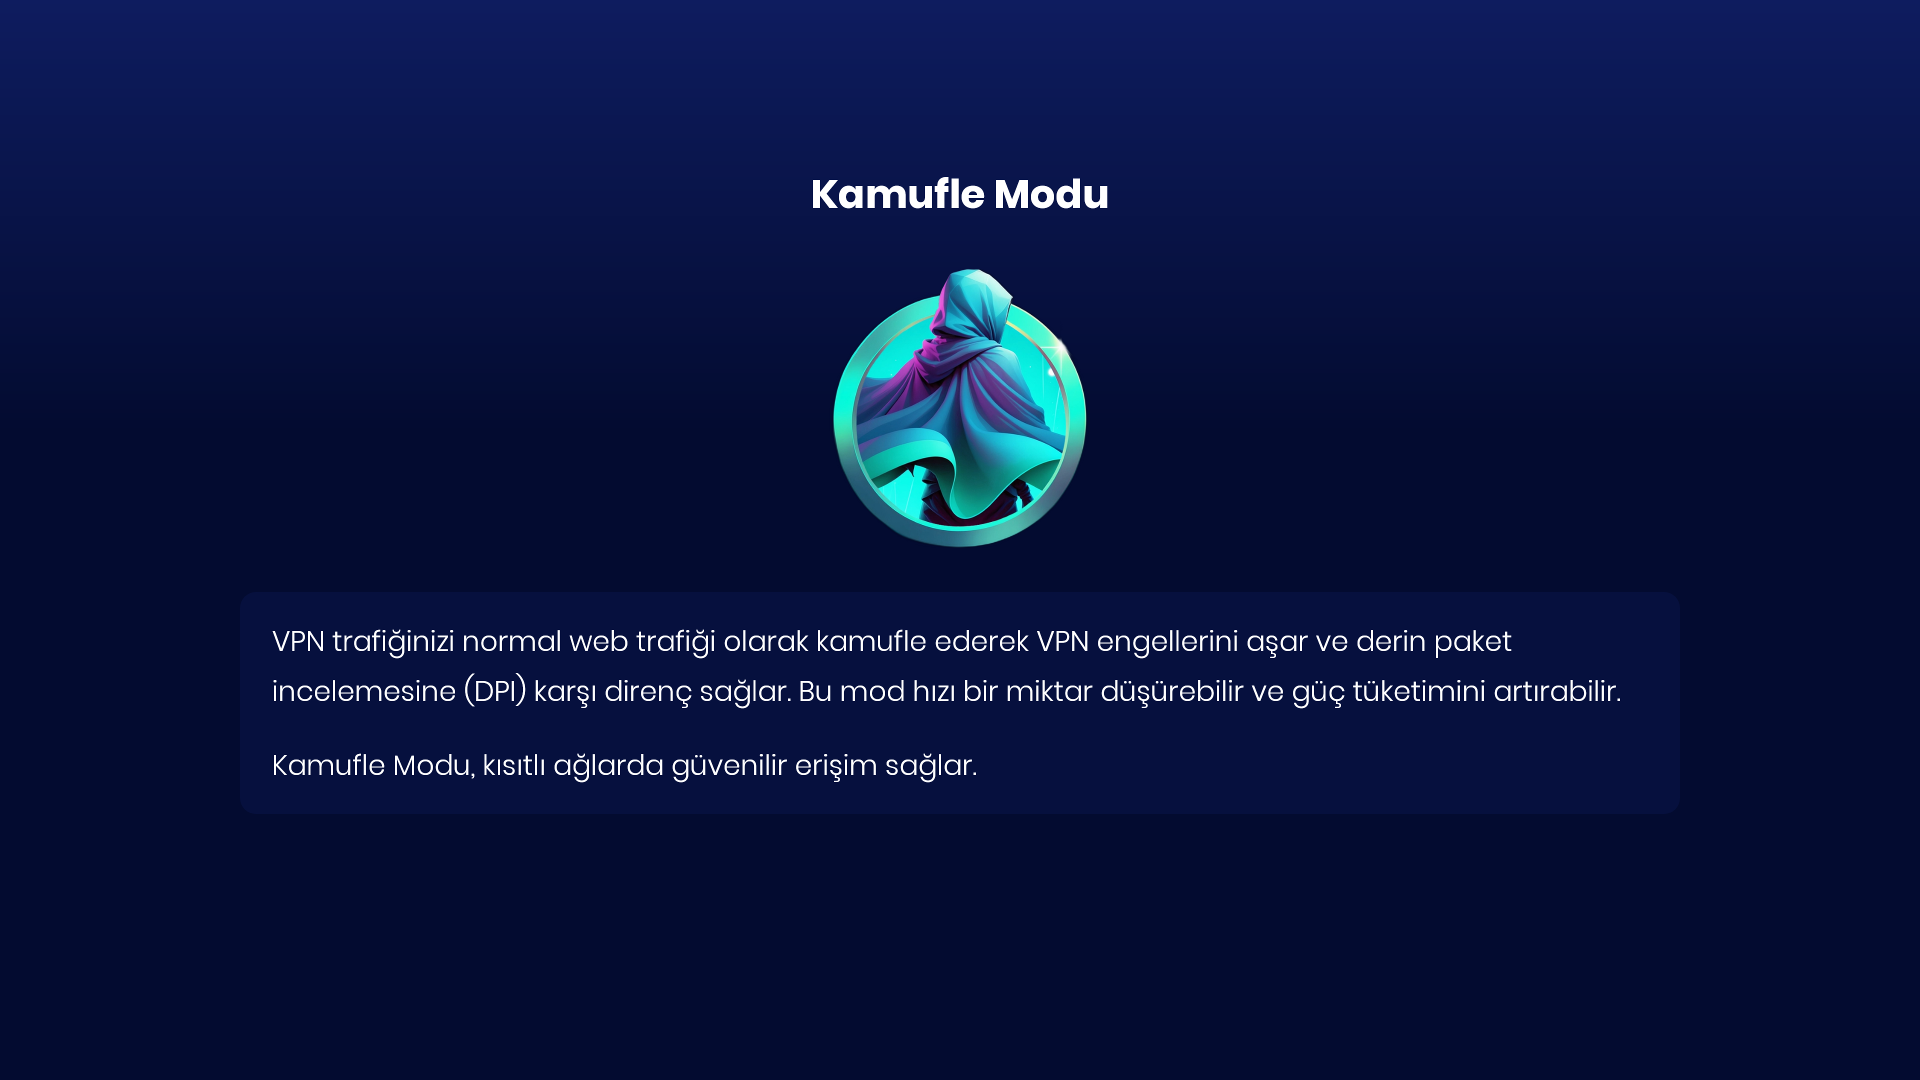 Kamufle Modu
VPN trafiğinizi normal web trafiği olarak kamufle ederek VPN engellerini aşar ve derin paket
incelemesine (DPI) karşı direnç sağlar. Bu mod hızı bir miktar düşürebilir ve güç tüketimini artırabilir.
Kamufle Modu, kısıtlı ağlarda güvenilir erişim sağlar.